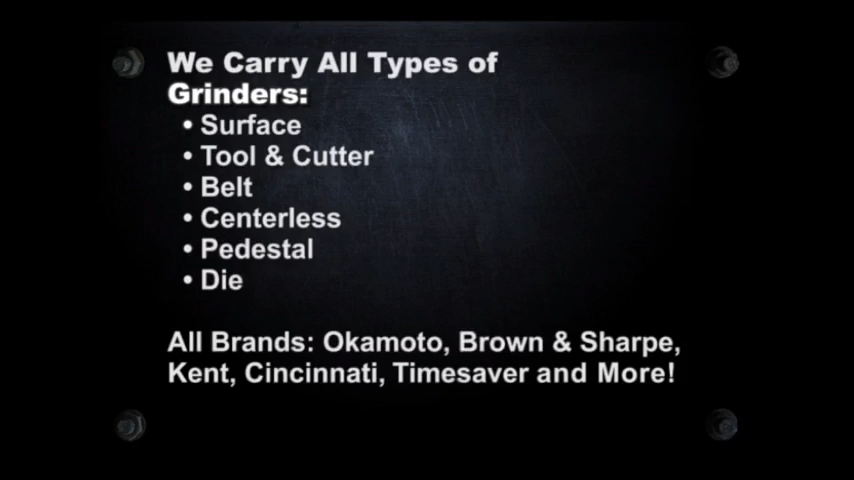 We Carry All Types of
Grinders:
• Surface
• Tool & Cutter
• Belt
• Centerless
• Pedestal
• Die
All Brands: Okamoto, Brown & Sharpe,
Kent, Cincinnati, Timesaver and More!